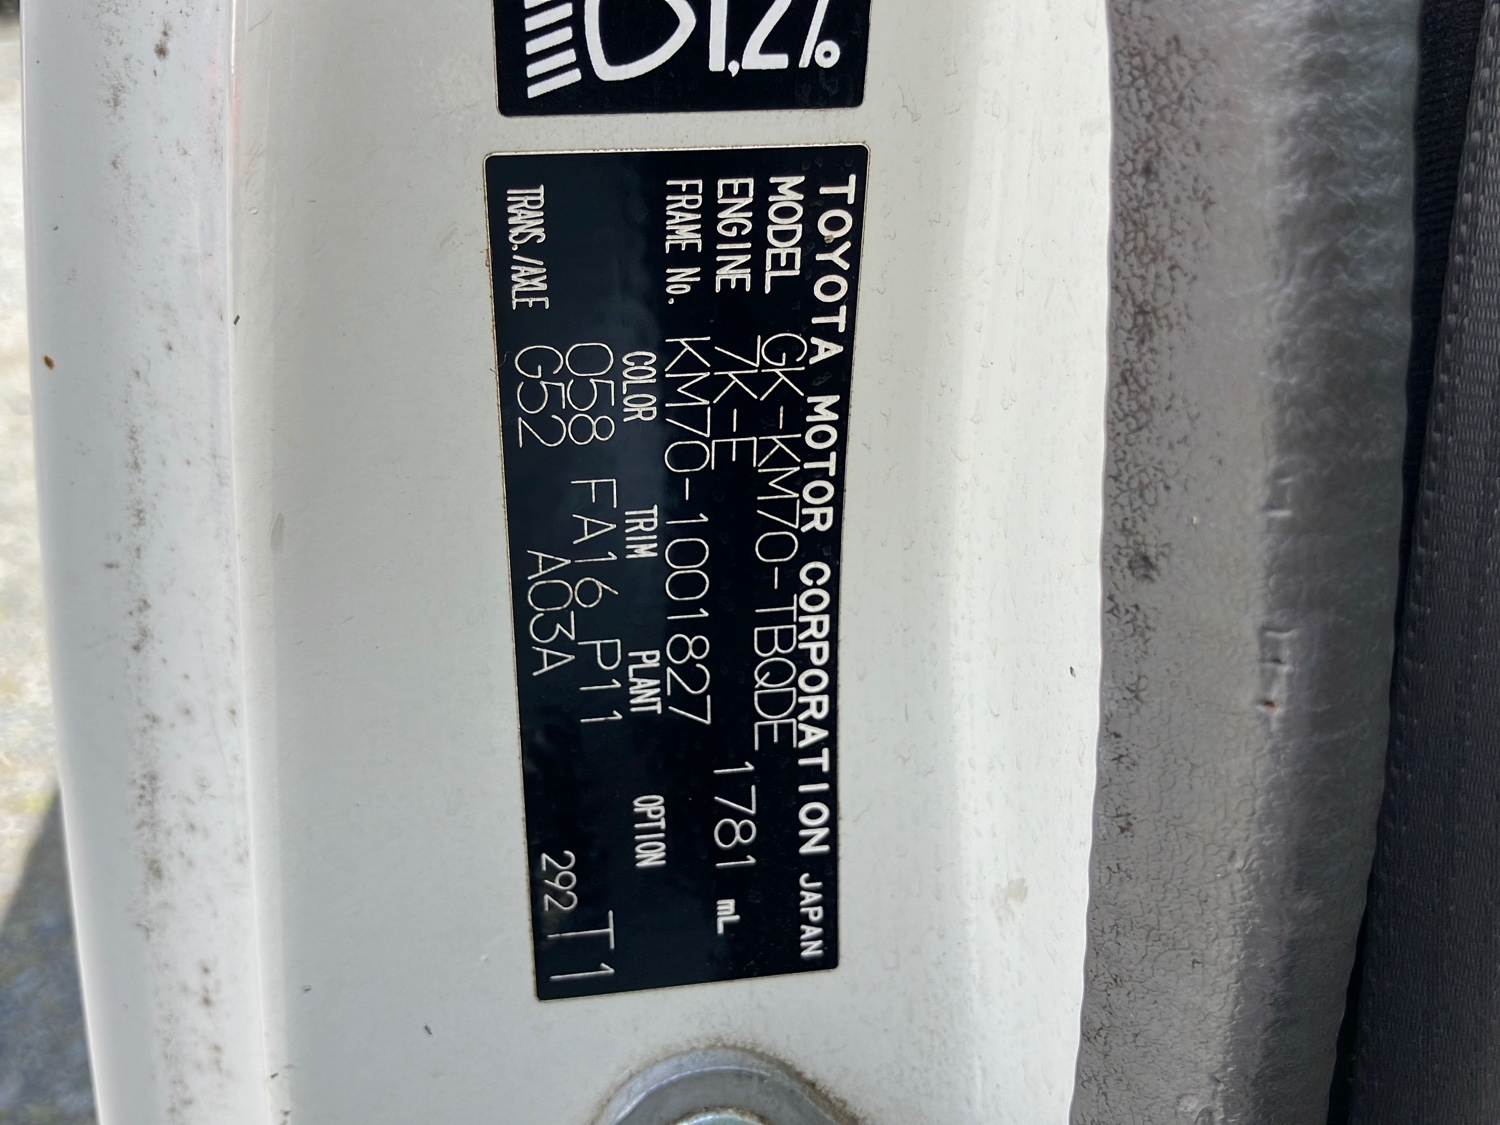 1,2%
TOYOTA MOTOR CORPORATION JAPAN
MODEL GK-KM70-TBQDE
ENGINE 7K-E 1781 mL
FRAME No. KM70-1001827
COLOR TRIM PLANT OPTION
058 FA16 P11 T1
TRANS./AXLE G52 A03A 292